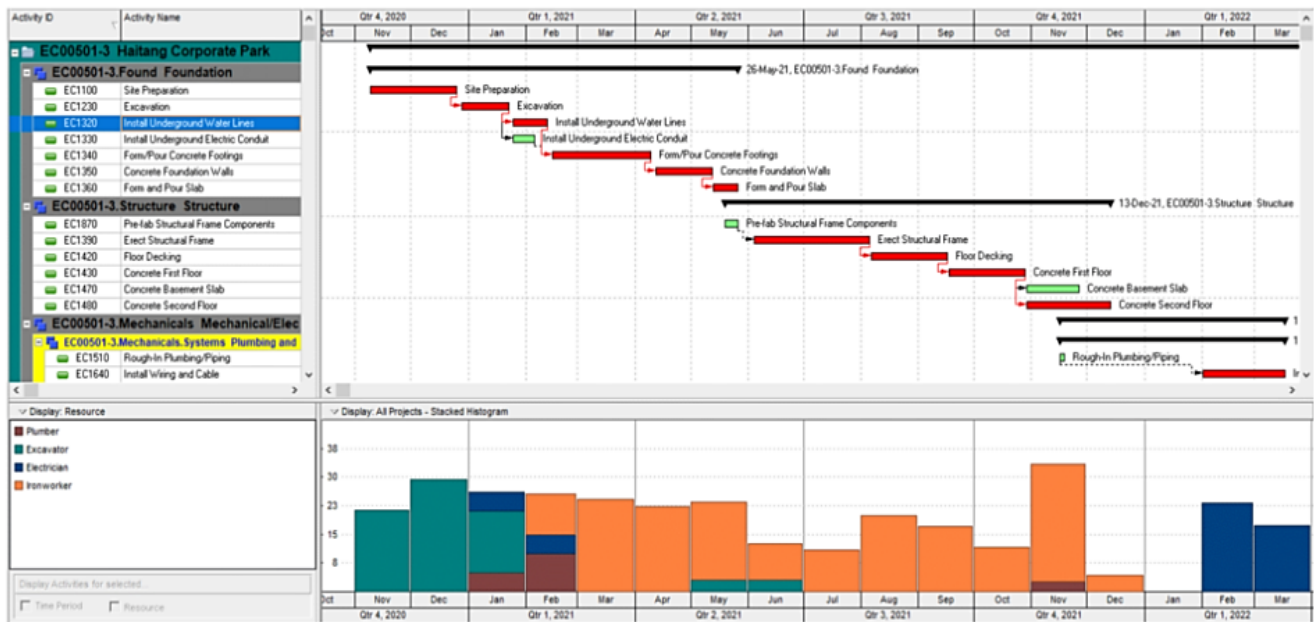 Activity ID Activity Name Qtr 4, 2020 Qtr 1, 2021 Qtr 2, 2021 Qtr 3, 2021 Qtr 4, 2021 Qtr 1, 2022
Oct Nov Dec Jan Feb Mar Apr May Jun Jul Aug Sep Oct Nov Dec Jan Feb Mar
EC00501-3 Haitang Corporate Park
EC00501-3.Found Foundation 26-May-21, EC00501-3.Found Foundation
EC1100 Site Preparation Site Preparation
EC1230 Excavation Excavation
EC1320 Install Underground Water Lines Install Underground Water Lines
EC1330 Install Underground Electric Conduit Install Underground Electric Conduit
EC1340 Form/Pour Concrete Footings Form/Pour Concrete Footings
EC1350 Concrete Foundation Walls Concrete Foundation Walls
EC1360 Form and Pour Slab Form and Pour Slab
EC00501-3.Structure Structure 13-Dec-21, EC00501-3.Structure Structure
EC1870 Pre-fab Structural Frame Components Pre-fab Structural Frame Components
EC1390 Erect Structural Frame Erect Structural Frame
EC1420 Floor Decking Floor Decking
EC1430 Concrete First Floor Concrete First Floor
EC1470 Concrete Basement Slab Concrete Basement Slab
EC1480 Concrete Second Floor Concrete Second Floor
EC00501-3.Mechanicals Mechanical/Elec 1
EC00501-3.Mechanicals.Systems Plumbing and 1
EC1510 Rough-In Plumbing/Piping Rough-In Plumbing/Piping
EC1640 Install Wiring and Cable
Display: Resource Display: All Projects - Stacked Histogram
Plumber
Excavator
Electrician
Ironworker
38
30
23
15
8
Display Activities for selected...
Time Period Resource
Oct Nov Dec Jan Feb Mar Apr May Jun Jul Aug Sep Oct Nov Dec Jan Feb Mar
Qtr 4, 2020 Qtr 1, 2021 Qtr 2, 2021 Qtr 3, 2021 Qtr 4, 2021 Qtr 1, 2022